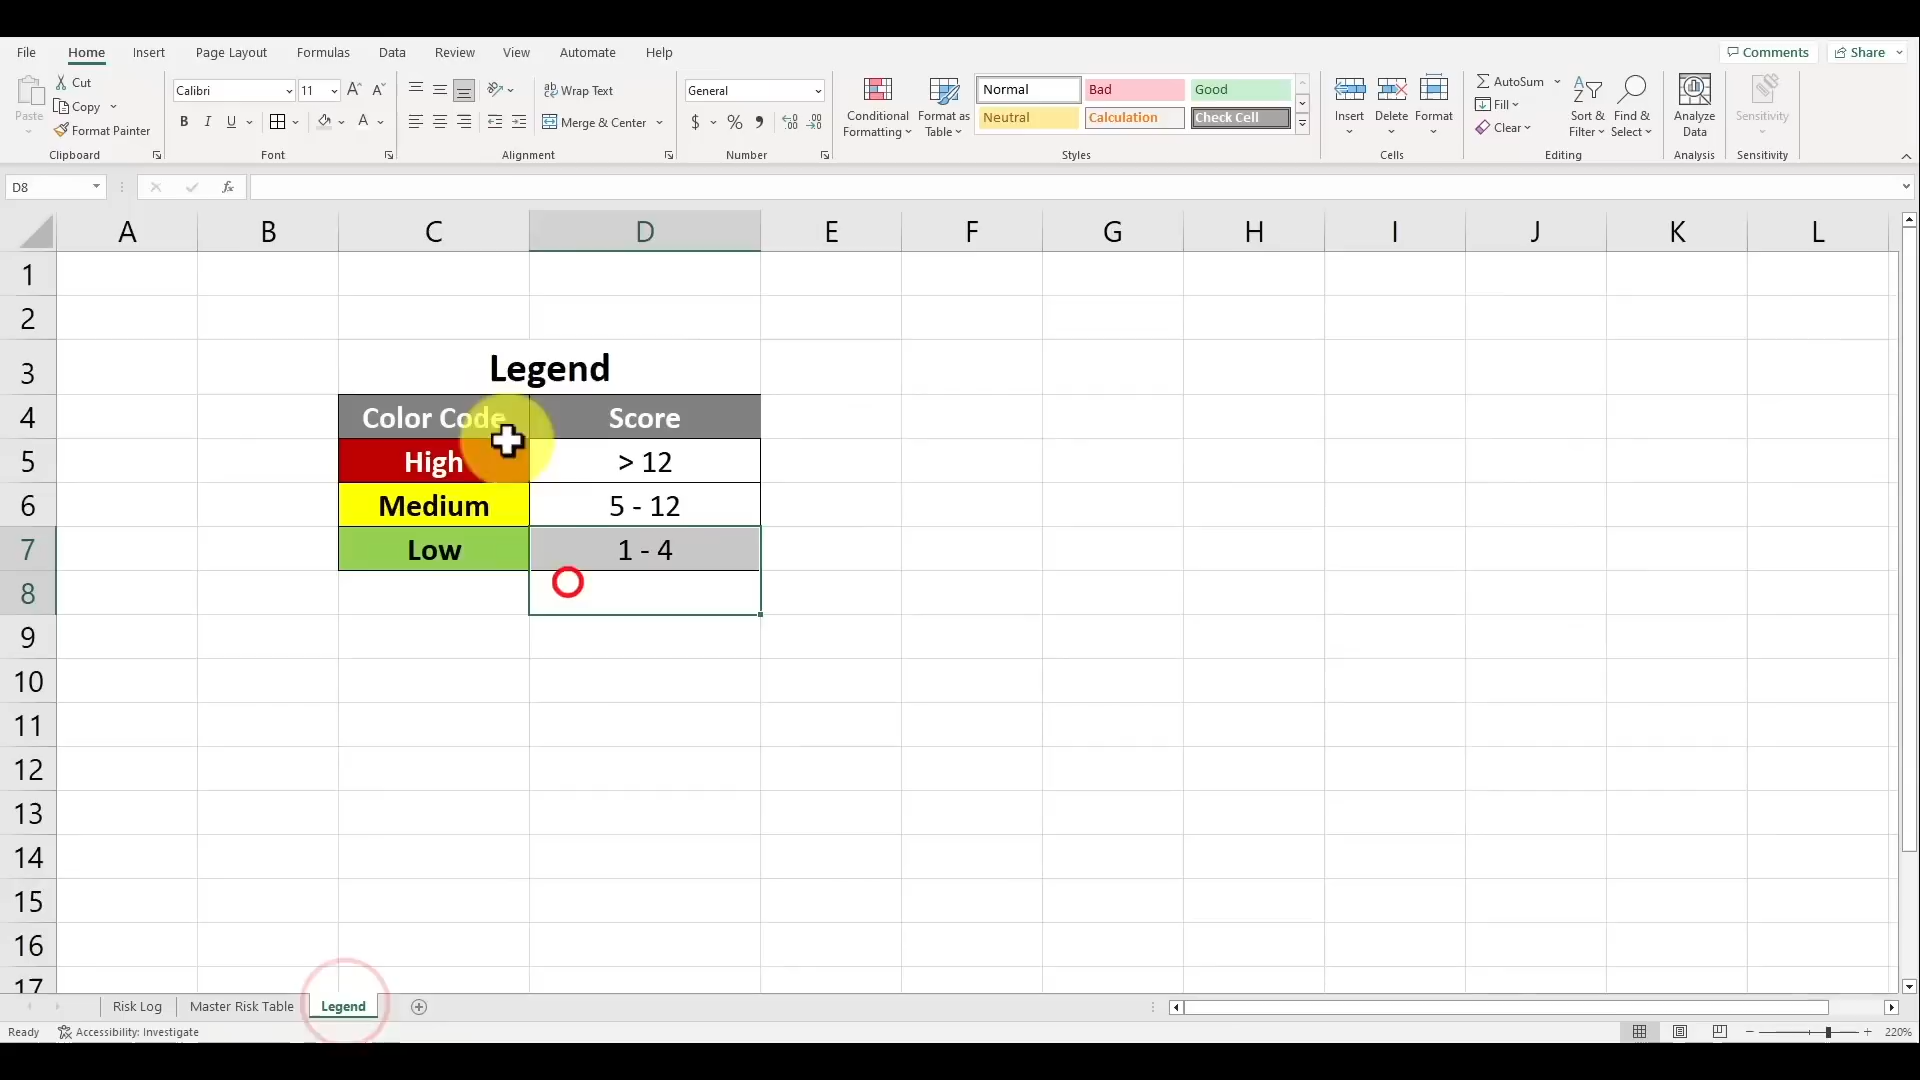 File Home Insert Page Layout Formulas Data Review View Automate Help Comments Share
Cut
Copy
Paste
Format Painter
Clipboard
Calibri 11 A A
B I U A
Font
Wrap Text
Merge & Center
Alignment
General
$ % 9
Number
Conditional Formatting
Format as Table
Normal Bad Good
Neutral Calculation Check Cell
Styles
Insert Delete Format
Cells
AutoSum
Fill
Clear
Sort & Filter
Find & Select
Editing
Analyze Data
Analysis
Sensitivity
Sensitivity
D8 fx
A B C D E F G H I J K L
1
2
3 Legend
4 Color Code Score
5 High > 12
6 Medium 5 - 12
7 Low 1 - 4
8
9
10
11
12
13
14
15
16
17
Risk Log Master Risk Table Legend
Ready Accessibility: Investigate 220%